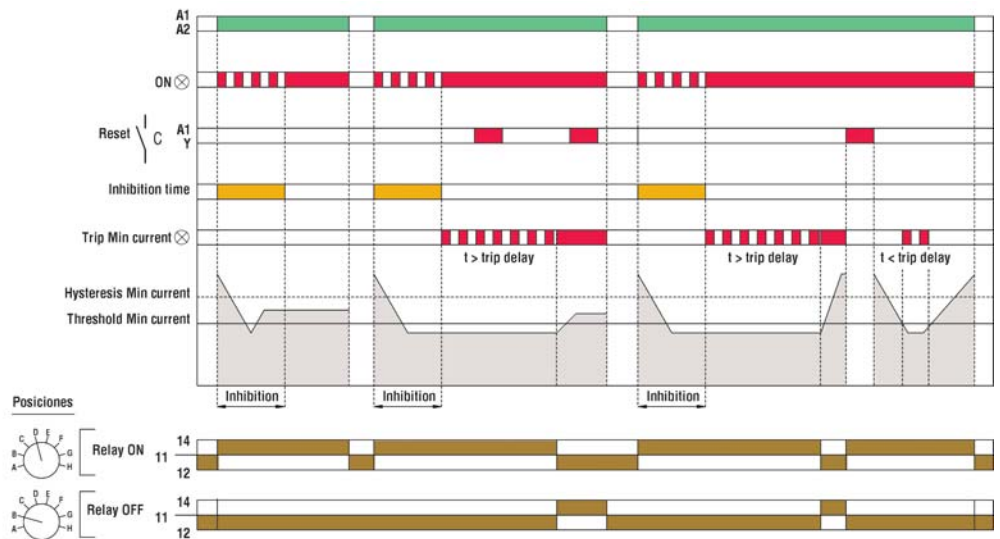 A1
A2
ON
Reset C A1
Y
Inhibition time
Trip Min current
t > trip delay t > trip delay t < trip delay
Hysteresis Min current
Threshold Min current
Inhibition Inhibition Inhibition
Posiciones
A B C D E F G H
Relay ON 14
11
12
A B C D E F G H
Relay OFF 14
11
12